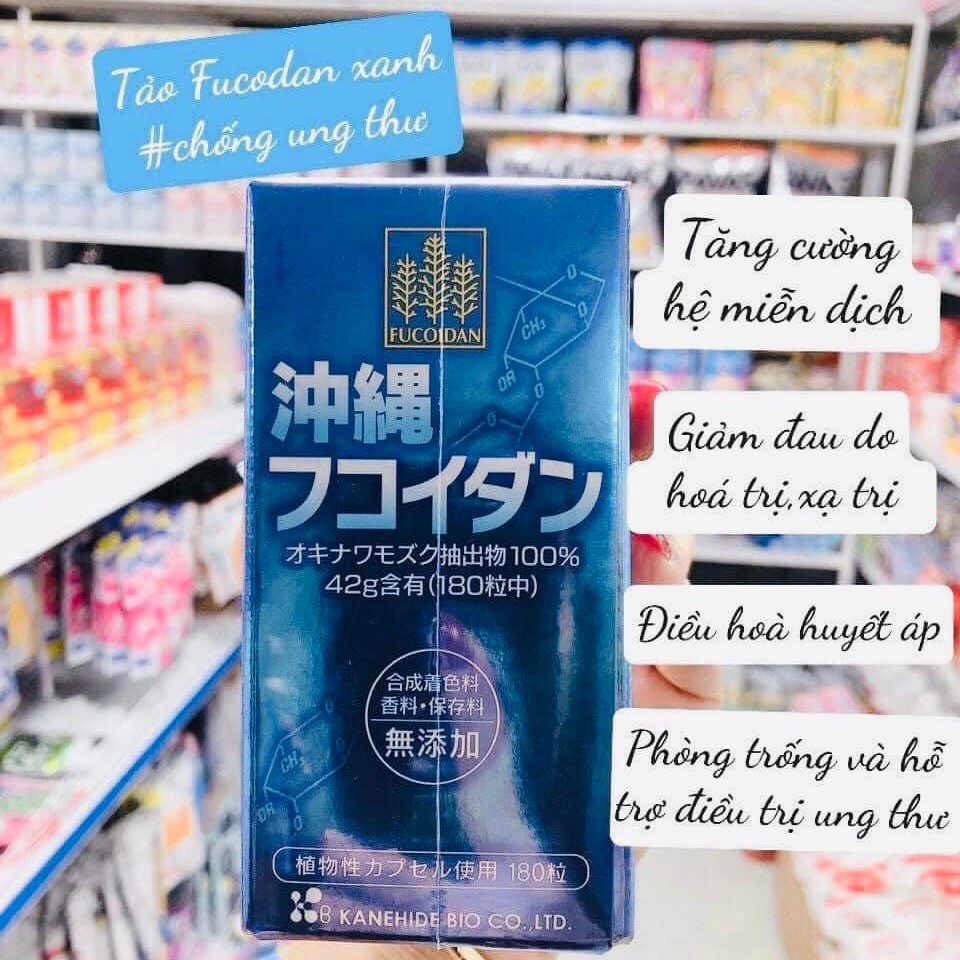 Tảo Fucodan xanh
#chống ung thư
FUCOIDAN
沖縄
フコイダン
オキナワモズク抽出物100%
42g含有(180粒中)
合成着色料
香料・保存料
無添加
植物性カプセル使用 180粒
KANEHIDE BIO CO.,LTD.
CH₃
O
O
OR
O
CH₃
OR
O
Tăng cường
hệ miễn dịch
Giảm đau do
hoá trị,xạ trị
Điều hoà huyết áp
Phòng trống và hỗ
trợ điều trị ung thư